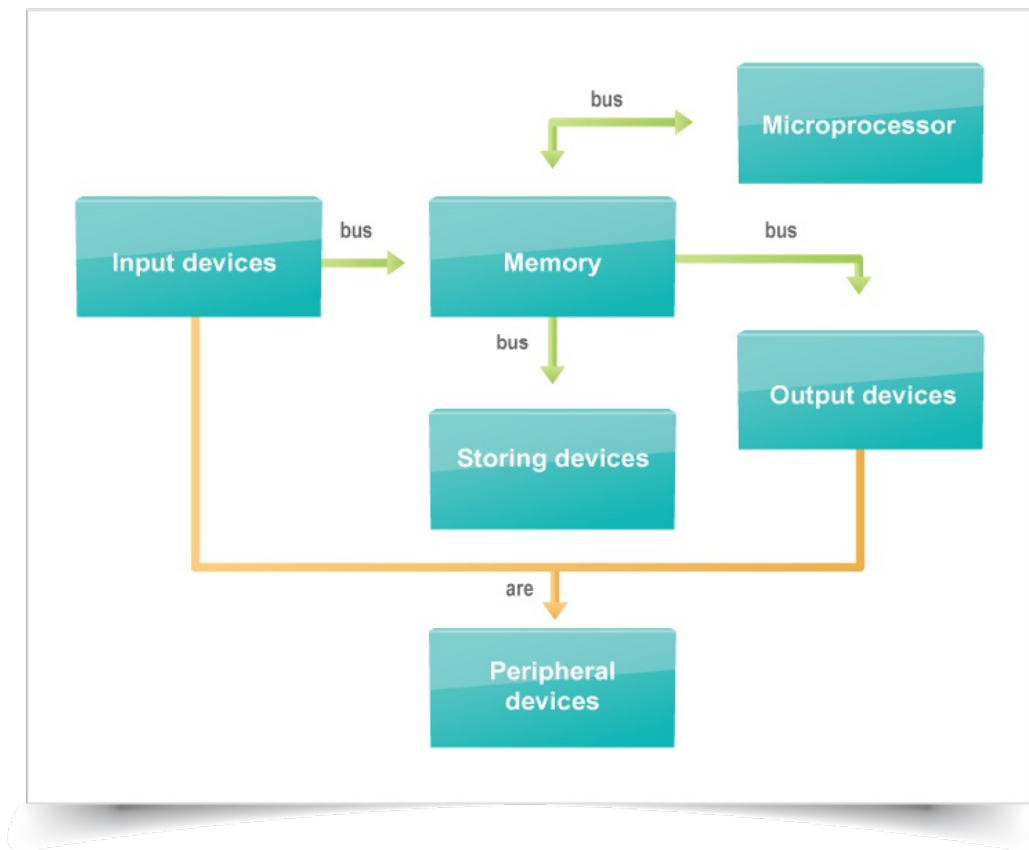 bus
Microprocessor
Input devices
bus
Memory
bus
bus
Output devices
Storing devices
are
Peripheral
devices